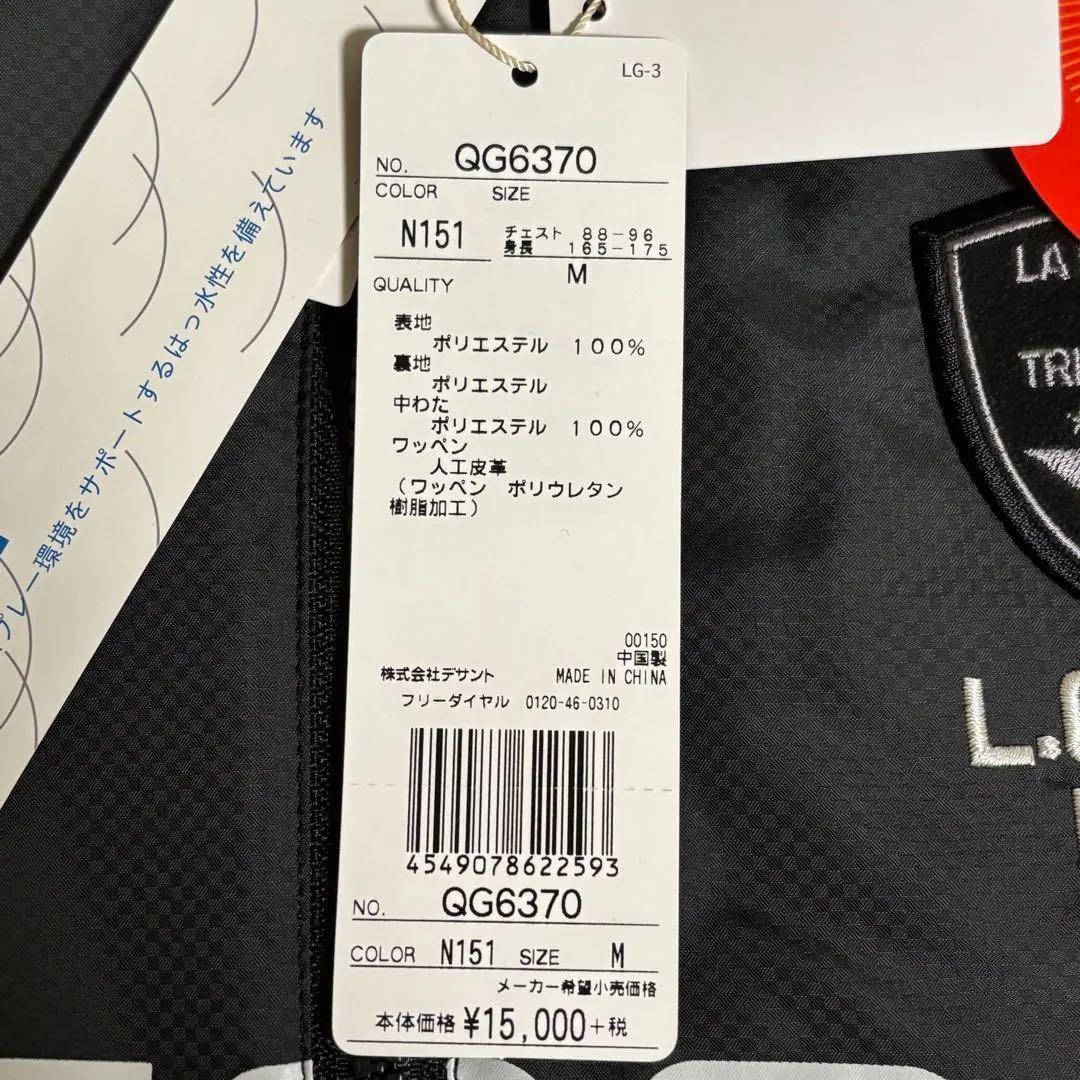 LG-3
NO. QG6370
COLOR SIZE
N151 チェスト 88-96
身長 165-175
M
QUALITY
表地
ポリエステル 100%
裏地
ポリエステル
中わた
ポリエステル 100%
ワッペン
人工皮革
(ワッペン ポリウレタン
樹脂加工)
00150
中国製
株式会社デサント MADE IN CHINA
フリーダイヤル 0120-46-0310
4549078622593
NO. QG6370
COLOR N151 SIZE M
メーカー希望小売価格
本体価格 ¥15,000+税
プレー環境をサポートするはっ水性を備えています
LA
L.